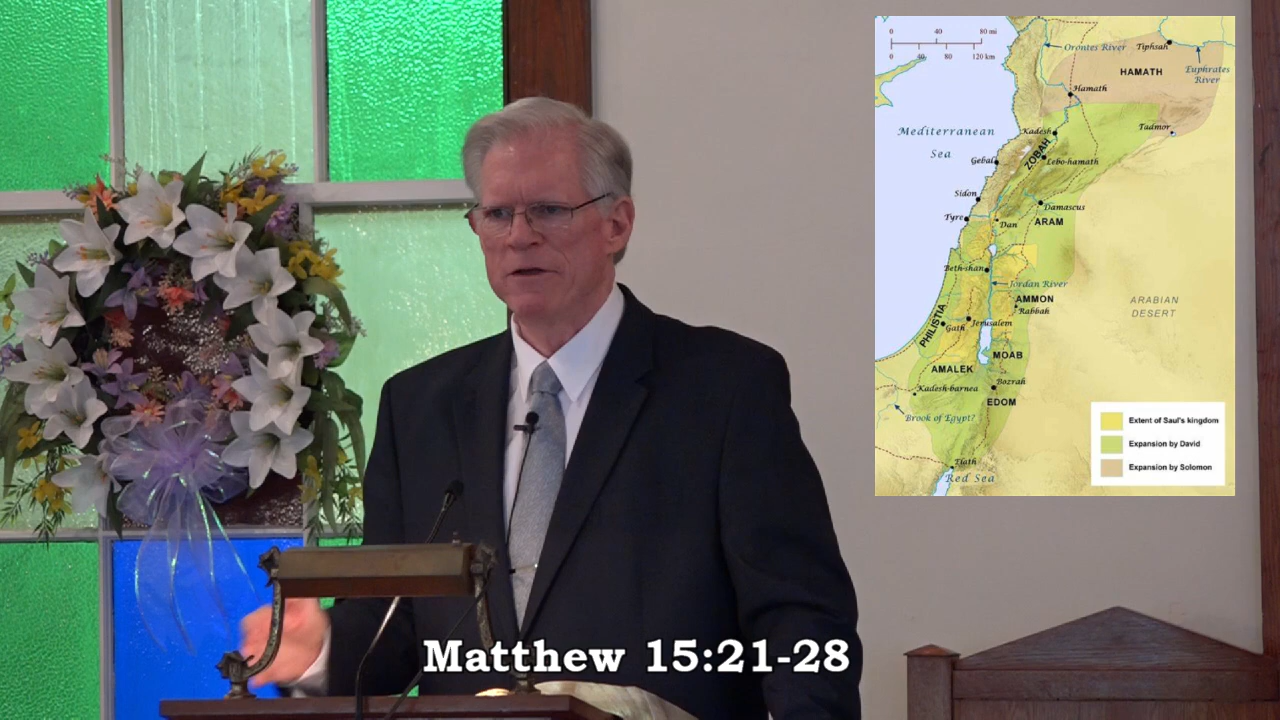 0 40 80 mi
0 40 80 120 km
Orontes River
Tiphsah
HAMATH
Euphrates
River
Hamath
Tadmor
Mediterranean
Sea
Kadesh
ZOBAH
Gebal
Lebo-hamath
Sidon
Damascus
Tyre
ARAM
Dan
Beth-shan
Jordan River
AMMON
Rabbah
ARABIAN
DESERT
PHILISTIA
Gath
Jerusalem
MOAB
AMALEK
Bozrah
Kadesh-barnea
EDOM
Brook of Egypt?
Elath
Red Sea
Extent of Saul's kingdom
Expansion by David
Expansion by Solomon
Matthew 15:21-28